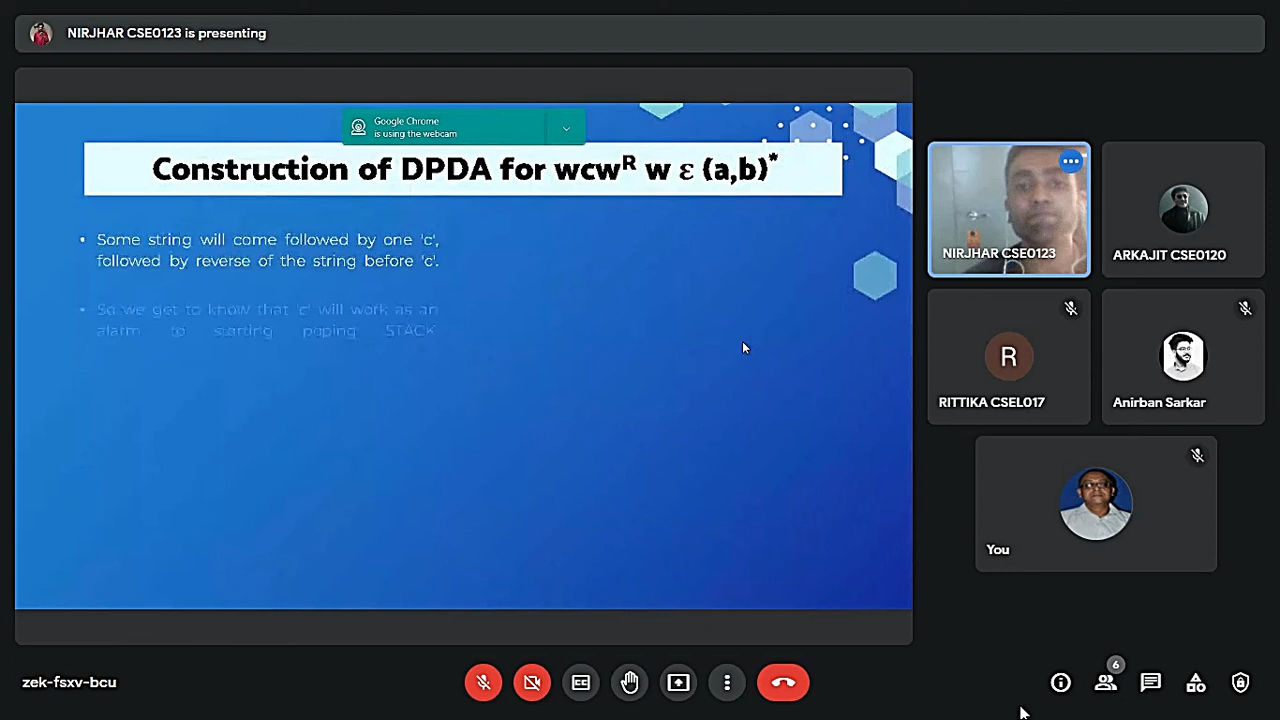 NIRJHAR CSE0123 is presenting
Google Chrome
is using the webcam
Construction of DPDA for wcwᴿ w ε (a,b)*
• Some string will come followed by one 'c',
followed by reverse of the string before 'c'.
• So we get to know that 'c' will work as an
alarm to starting poping STACK
NIRJHAR CSE0123
ARKAJIT CSE0120
R
RITTIKA CSEL017
Anirban Sarkar
You
zek-fsxv-bcu
6